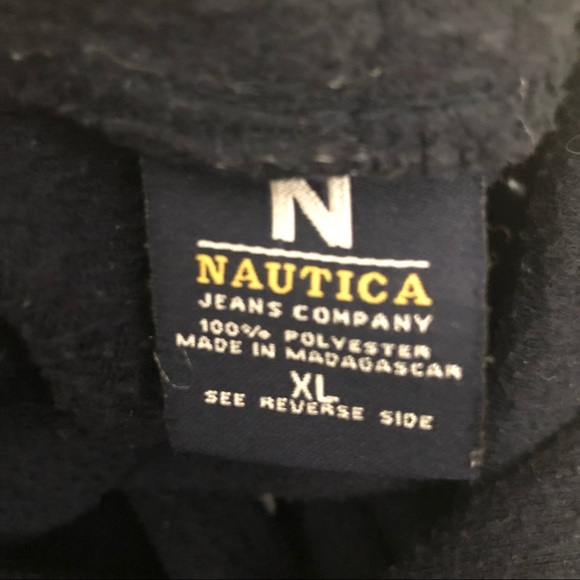 N
NAUTICA
JEANS COMPANY
100% POLYESTER
MADE IN MADAGASCAR
XL
SEE REVERSE SIDE